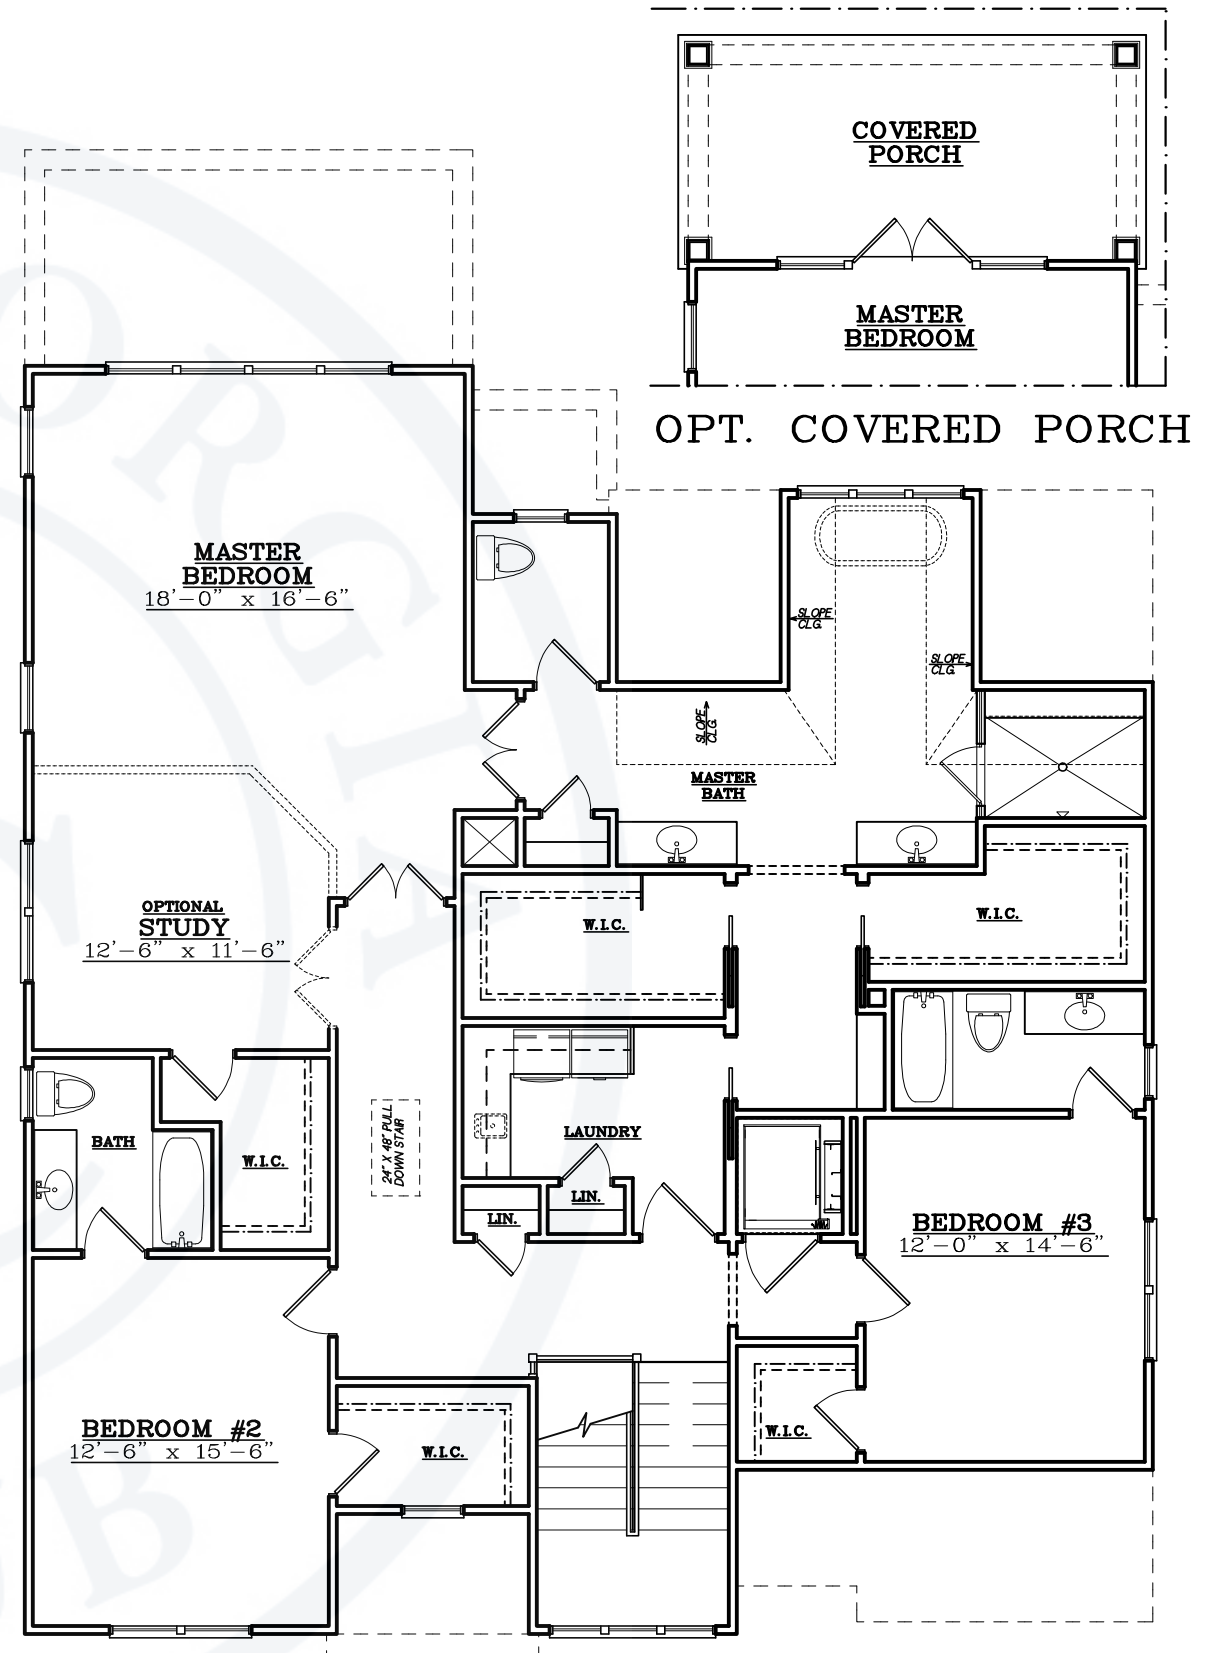 COVERED
PORCH
MASTER
BEDROOM
OPT. COVERED PORCH
MASTER
BEDROOM
18'-0" x 16'-6"
SLOPE
CLG.
SLOPE
CLG.
SLOPE
CLG.
MASTER
BATH
OPTIONAL
STUDY
12'-6" x 11'-6"
W.I.C.
W.I.C.
24" X 48" PULL
DOWN STAIR
BATH
W.I.C.
LAUNDRY
LIN.
LIN.
BEDROOM #3
12'-0" x 14'-6"
BEDROOM #2
12'-6" x 15'-6"
W.I.C.
W.I.C.